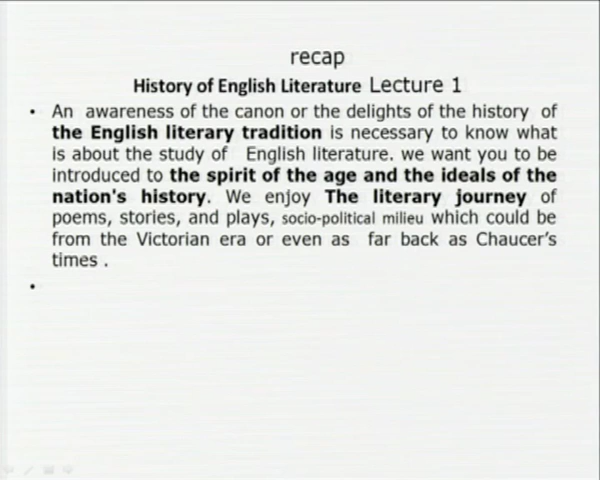 recap
History of English Literature Lecture 1
• An awareness of the canon or the delights of the history of
the English literary tradition is necessary to know what
is about the study of English literature. we want you to be
introduced to the spirit of the age and the ideals of the
nation's history. We enjoy The literary journey of
poems, stories, and plays, socio-political milieu which could be
from the Victorian era or even as far back as Chaucer's
times .
•